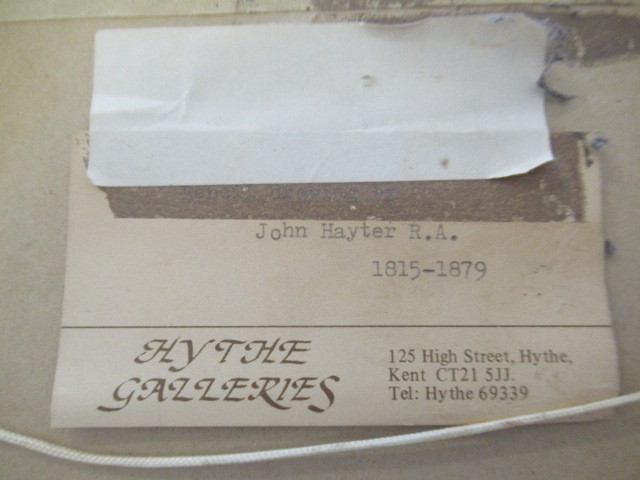 John Hayter R.A.
1815-1879
HYTHE
GALLERIES
125 High Street, Hythe,
Kent CT21 5JJ.
Tel: Hythe 69339